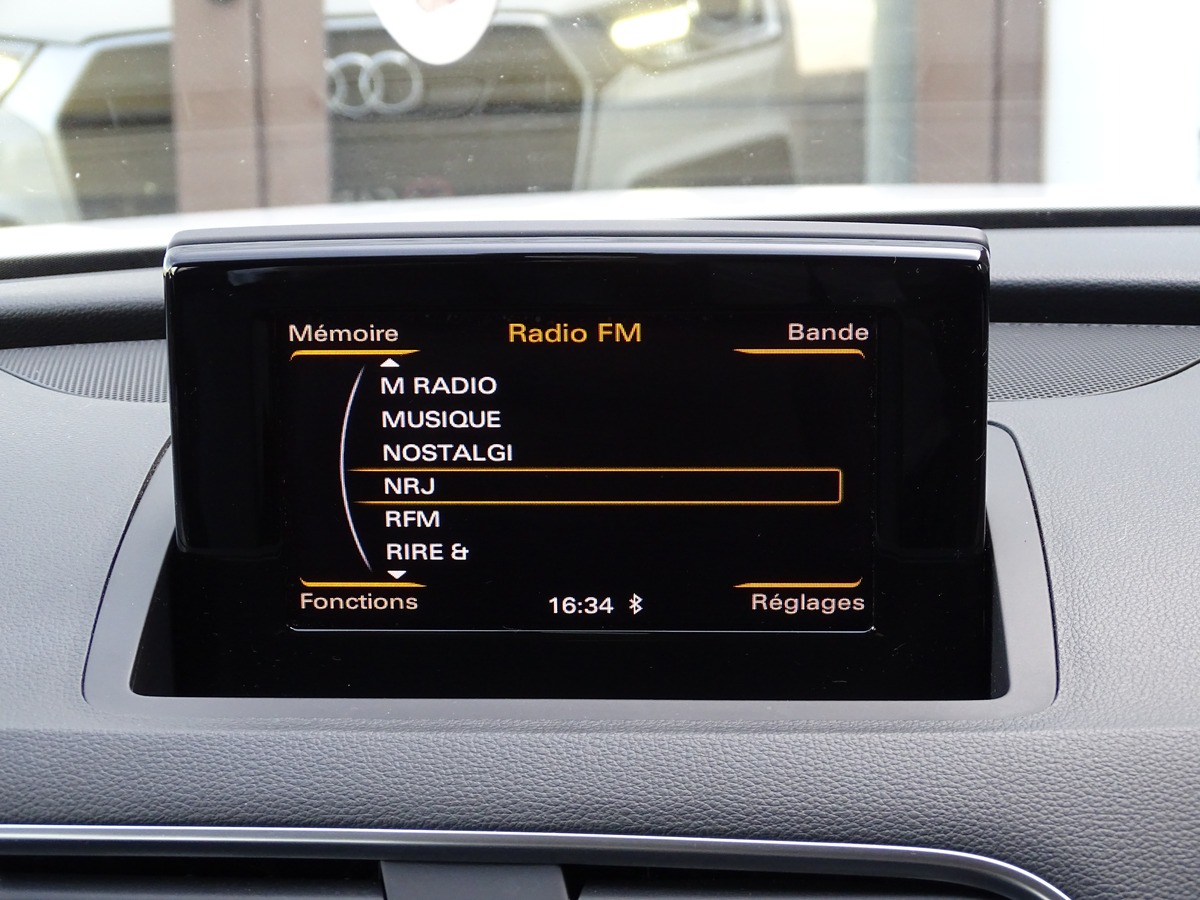 Mémoire Radio FM Bande
M RADIO
MUSIQUE
NOSTALGI
NRJ
RFM
RIRE &
Fonctions 16:34 Réglages